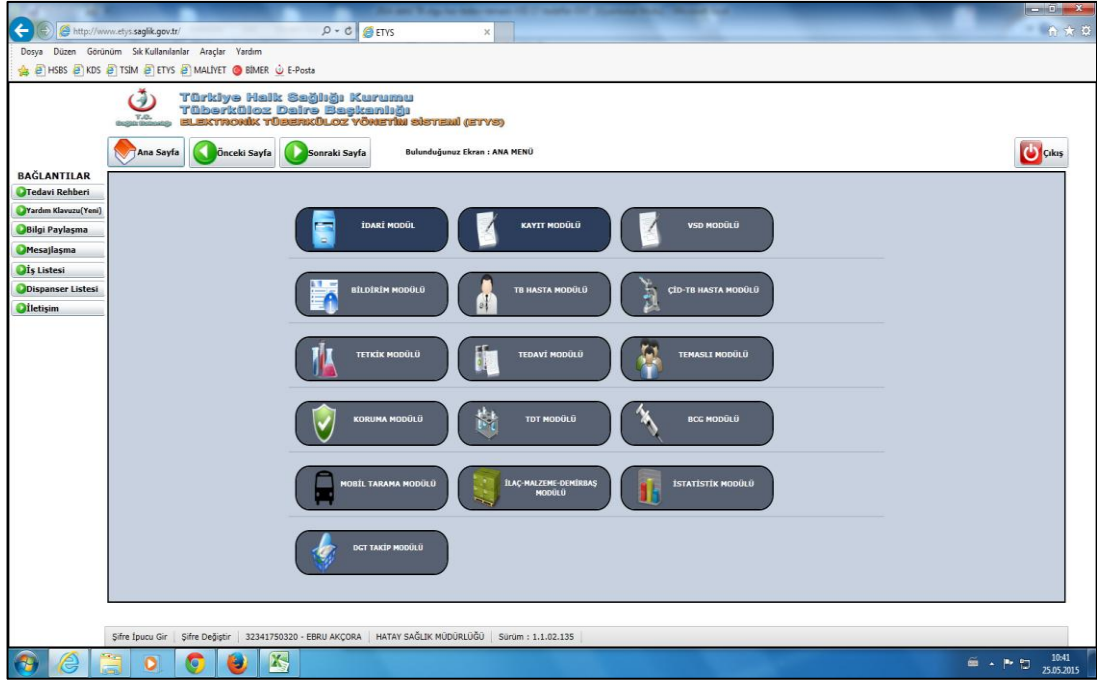 http://www.etys.saglik.gov.tr/
ETYS
Dosya Düzen Görünüm Sık Kullanılanlar Araçlar Yardım
HSBS KDS TSİM ETYS MALİYET BİMER E-Posta
Türkiye Halk Sağlığı Kurumu
Tüberküloz Daire Başkanlığı
ELEKTRONİK TÜBERKÜLOZ YÖNETİM SİSTEMİ (ETYS)
T.C.
Sağlık Bakanlığı
Ana Sayfa Önceki Sayfa Sonraki Sayfa Bulunduğunuz Ekran : ANA MENÜ Çıkış
BAĞLANTILAR
Tedavi Rehberi
Yardım Klavuzu(Yeni)
Bilgi Paylaşma
Mesajlaşma
İş Listesi
Dispanser Listesi
İletişim
İDARİ MODÜL KAYIT MODÜLÜ VSD MODÜLÜ
BİLDİRİM MODÜLÜ TB HASTA MODÜLÜ ÇİD-TB HASTA MODÜLÜ
TETKİK MODÜLÜ TEDAVİ MODÜLÜ TEMASLI MODÜLÜ
KORUMA MODÜLÜ TDT MODÜLÜ BCG MODÜLÜ
MOBİL TARAMA MODÜLÜ İLAÇ-MALZEME-DEMİRBAŞ MODÜLÜ İSTATİSTİK MODÜLÜ
DGT TAKİP MODÜLÜ
Şifre İpucu Gir Şifre Değiştir 32341750320 - EBRU AKÇORA HATAY SAĞLIK MÜDÜRLÜĞÜ Sürüm : 1.1.02.135
10:41
25.05.2015